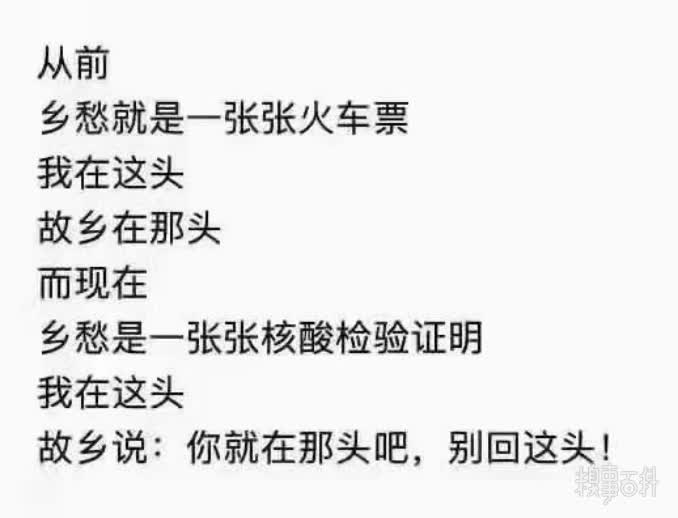 从前
乡愁就是一张张火车票
我在这头
故乡在那头
而现在
乡愁是一张张核酸检验证明
我在这头
故乡说：你就在那头吧，别回这头！
糗事百科